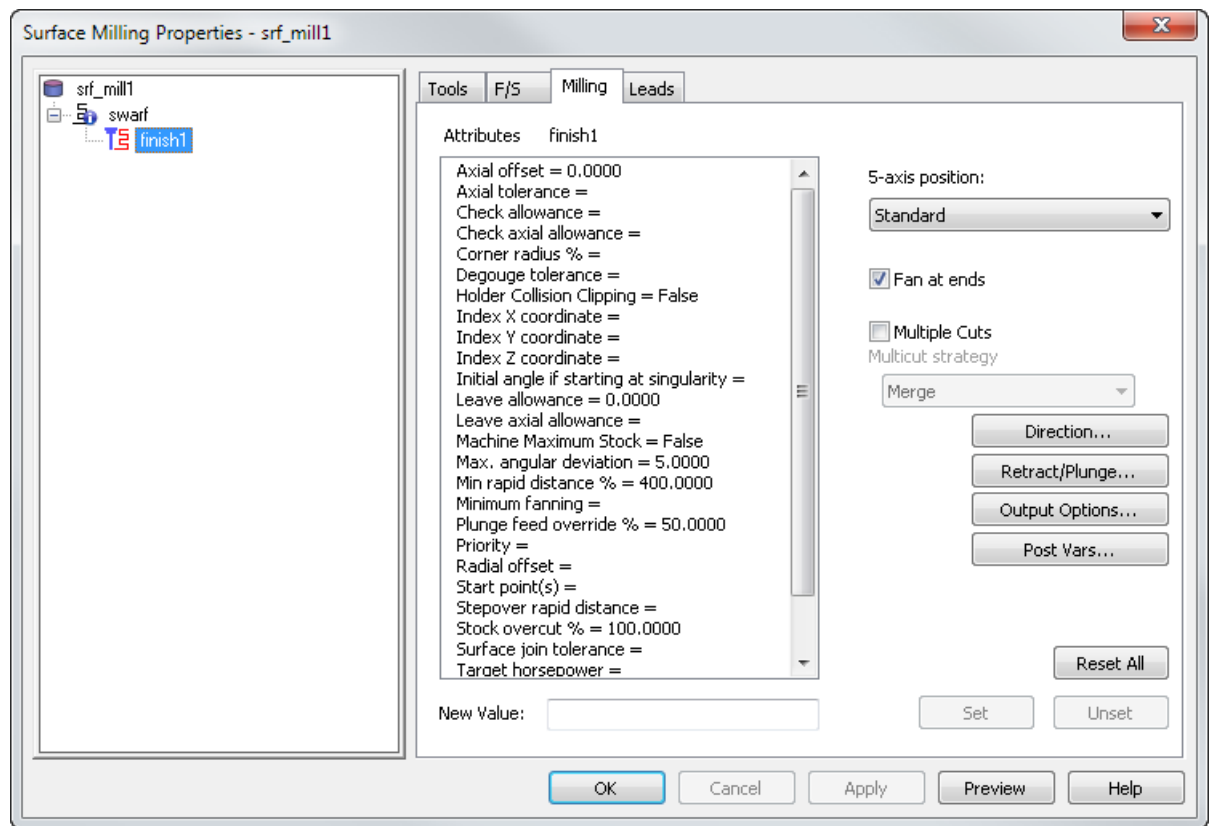 Surface Milling Properties - srf_mill1
srf_mill1
swarf
finish1
Tools
F/S
Milling
Leads
Attributes finish1
Axial offset = 0.0000
Axial tolerance =
Check allowance =
Check axial allowance =
Corner radius % =
Degouge tolerance =
Holder Collision Clipping = False
Index X coordinate =
Index Y coordinate =
Index Z coordinate =
Initial angle if starting at singularity =
Leave allowance = 0.0000
Leave axial allowance =
Machine Maximum Stock = False
Max. angular deviation = 5.0000
Min rapid distance % = 400.0000
Minimum fanning =
Plunge feed override % = 50.0000
Priority =
Radial offset =
Start point(s) =
Stepover rapid distance =
Stock overcut % = 100.0000
Surface join tolerance =
Target horsepower =
New Value:
5-axis position:
Standard
Fan at ends
Multiple Cuts
Multicut strategy
Merge
Direction...
Retract/Plunge...
Output Options...
Post Vars...
Reset All
Set
Unset
OK
Cancel
Apply
Preview
Help